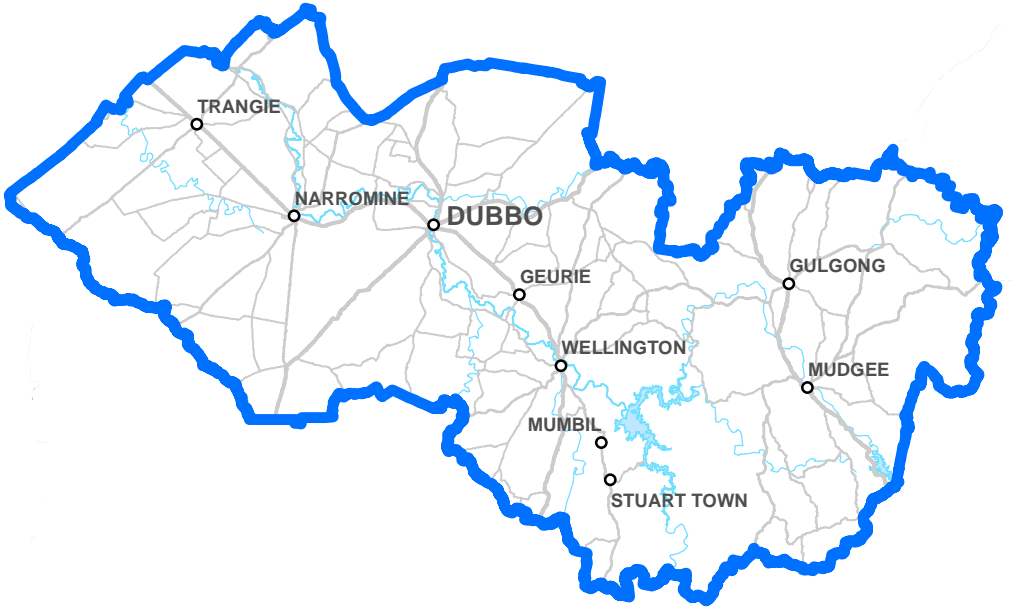 TRANGIE
NARROMINE
DUBBO
GEURIE
GULGONG
WELLINGTON
MUDGEE
MUMBIL
STUART TOWN